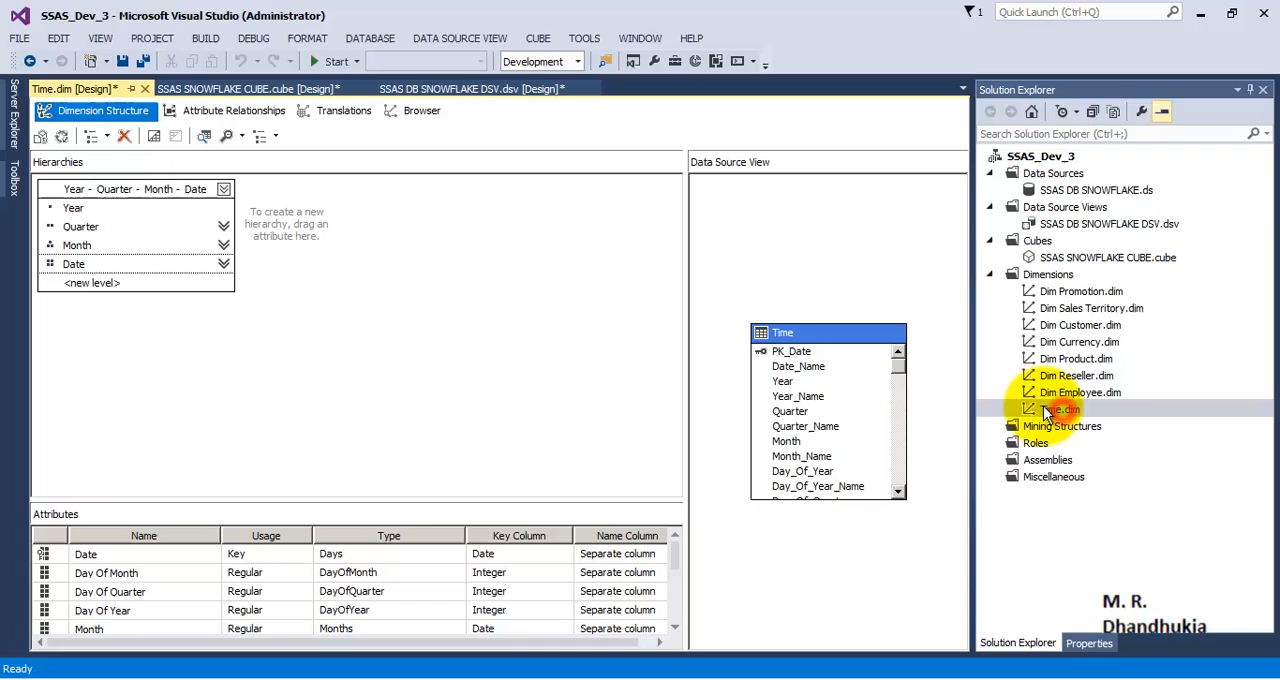 SSAS_Dev_3 - Microsoft Visual Studio (Administrator)
1
Quick Launch (Ctrl+Q)
FILE EDIT VIEW PROJECT BUILD DEBUG FORMAT DATABASE DATA SOURCE VIEW CUBE TOOLS WINDOW HELP
Start
Development
Server Explorer
Toolbox
Time.dim [Design]*
SSAS SNOWFLAKE CUBE.cube [Design]*
SSAS DB SNOWFLAKE DSV.dsv [Design]*
Dimension Structure
Attribute Relationships
Translations
Browser
Hierarchies
Year - Quarter - Month - Date
Year
Quarter
Month
Date
<new level>
To create a new
hierarchy, drag an
attribute here.
Data Source View
Time
PK_Date
Date_Name
Year
Year_Name
Quarter
Quarter_Name
Month
Month_Name
Day_Of_Year
Day_Of_Year_Name
Attributes
Name Usage Type Key Column Name Column
Date Key Days Date Separate column
Day Of Month Regular DayOfMonth Integer Separate column
Day Of Quarter Regular DayOfQuarter Integer Separate column
Day Of Year Regular DayOfYear Integer Separate column
Month Regular Months Date Separate column
Solution Explorer
Search Solution Explorer (Ctrl+;)
SSAS_Dev_3
Data Sources
SSAS DB SNOWFLAKE.ds
Data Source Views
SSAS DB SNOWFLAKE DSV.dsv
Cubes
SSAS SNOWFLAKE CUBE.cube
Dimensions
Dim Promotion.dim
Dim Sales Territory.dim
Dim Customer.dim
Dim Currency.dim
Dim Product.dim
Dim Reseller.dim
Dim Employee.dim
Time.dim
Mining Structures
Roles
Assemblies
Miscellaneous
M. R.
Dhandhukia
Solution Explorer
Properties
Ready